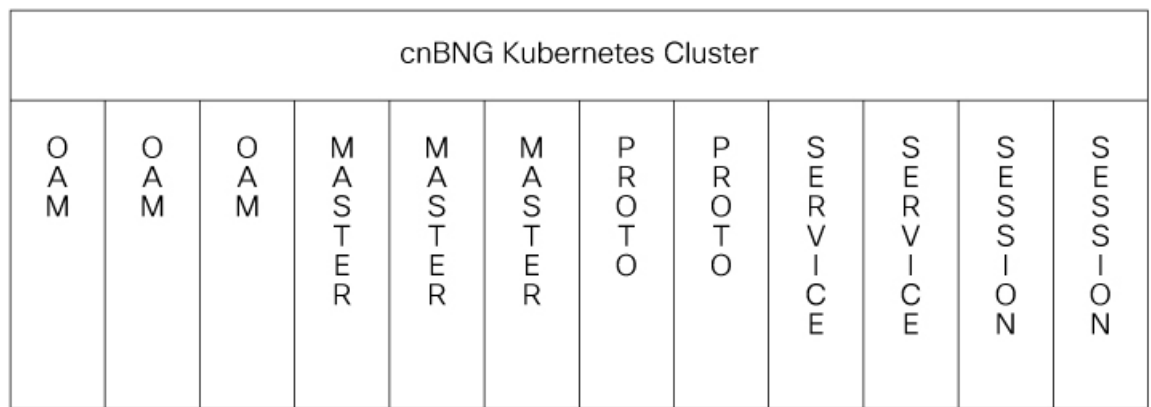 cnBNG Kubernetes Cluster
OAM
OAM
OAM
MASTER
MASTER
MASTER
PROTO
PROTO
SERVICE
SERVICE
SESSION
SESSION